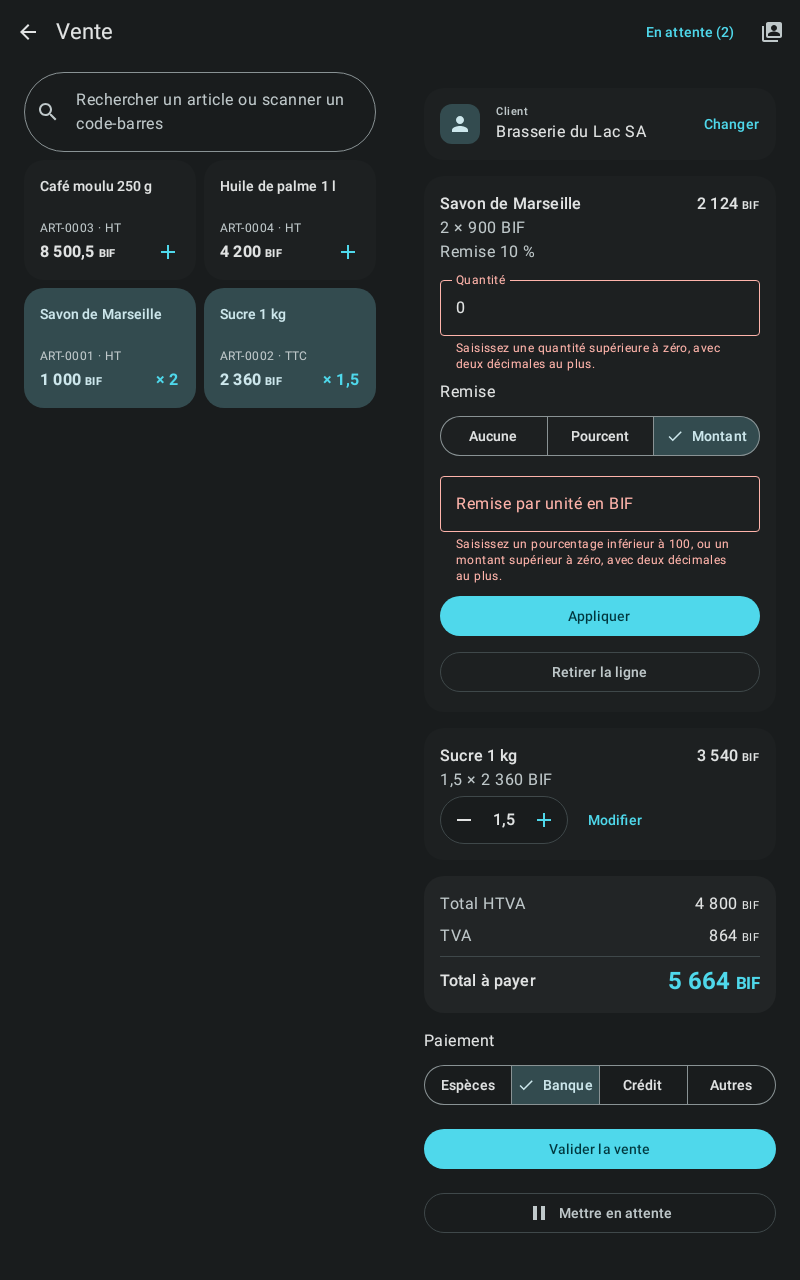 Vente
En attente (2)
Rechercher un article ou scanner un
code-barres
Café moulu 250 g
ART-0003 · HT
8 500,5 BIF
Huile de palme 1 l
ART-0004 · HT
4 200 BIF
Savon de Marseille
ART-0001 · HT
1 000 BIF
× 2
Sucre 1 kg
ART-0002 · TTC
2 360 BIF
× 1,5
Client
Brasserie du Lac SA
Changer
Savon de Marseille
2 124 BIF
2 × 900 BIF
Remise 10 %
Quantité
0
Saisissez une quantité supérieure à zéro, avec
deux décimales au plus.
Remise
Aucune
Pourcent
Montant
Remise par unité en BIF
Saisissez un pourcentage inférieur à 100, ou un
montant supérieur à zéro, avec deux décimales
au plus.
Appliquer
Retirer la ligne
Sucre 1 kg
3 540 BIF
1,5 × 2 360 BIF
1,5
Modifier
Total HTVA
4 800 BIF
TVA
864 BIF
Total à payer
5 664 BIF
Paiement
Espèces
Banque
Crédit
Autres
Valider la vente
Mettre en attente